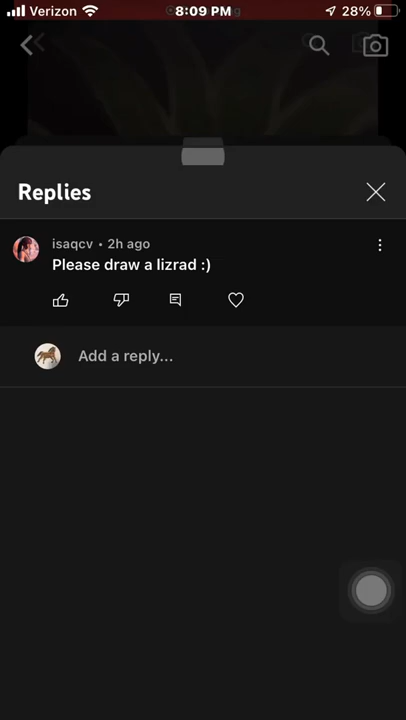 Verizon 8:09 PM 28%
Replies
isaqcv • 2h ago
Please draw a lizrad :)
Add a reply...